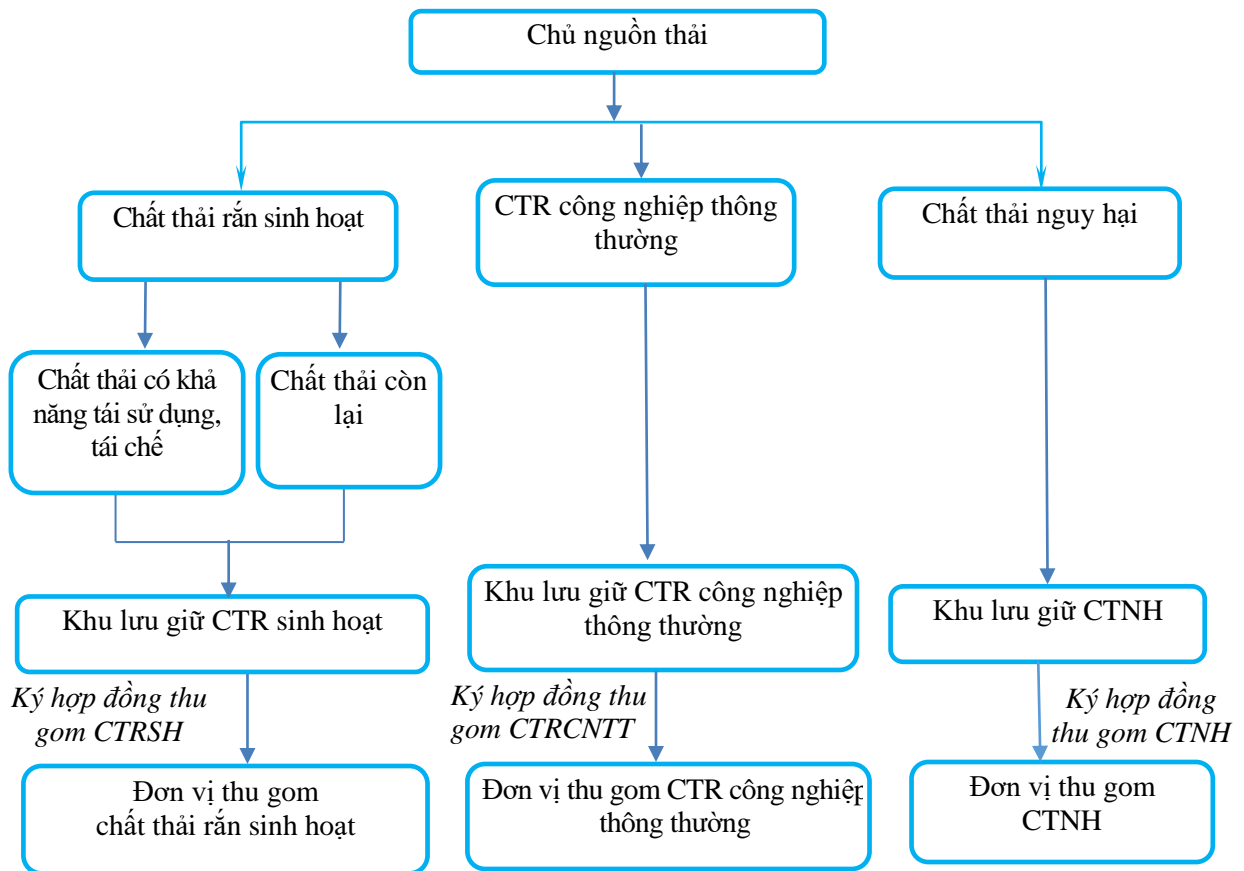 Chủ nguồn thải
Chất thải rắn sinh hoạt
CTR công nghiệp thông
thường
Chất thải nguy hại
Chất thải có khả
năng tái sử dụng,
tái chế
Chất thải còn
lại
Khu lưu giữ CTR sinh hoạt
Khu lưu giữ CTR công nghiệp
thông thường
Khu lưu giữ CTNH
Ký hợp đồng thu
gom CTRSH
Ký hợp đồng thu
gom CTRCNTT
Ký hợp đồng
thu gom CTNH
Đơn vị thu gom
chất thải rắn sinh hoạt
Đơn vị thu gom CTR công nghiệp
thông thường
Đơn vị thu gom
CTNH